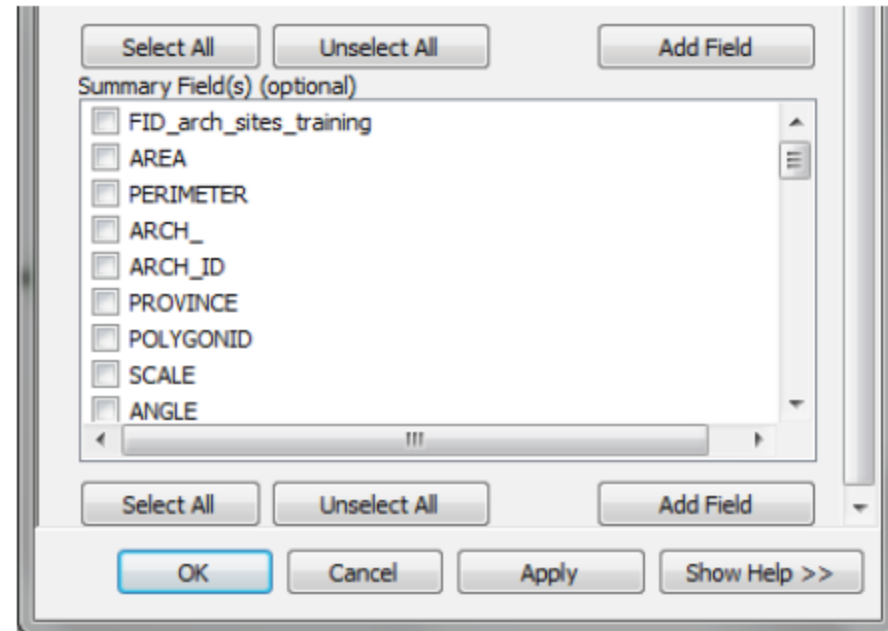 Select All Unselect All Add Field
Summary Field(s) (optional)
FID_arch_sites_training
AREA
PERIMETER
ARCH_
ARCH_ID
PROVINCE
POLYGONID
SCALE
ANGLE
Select All Unselect All Add Field
OK Cancel Apply Show Help >>